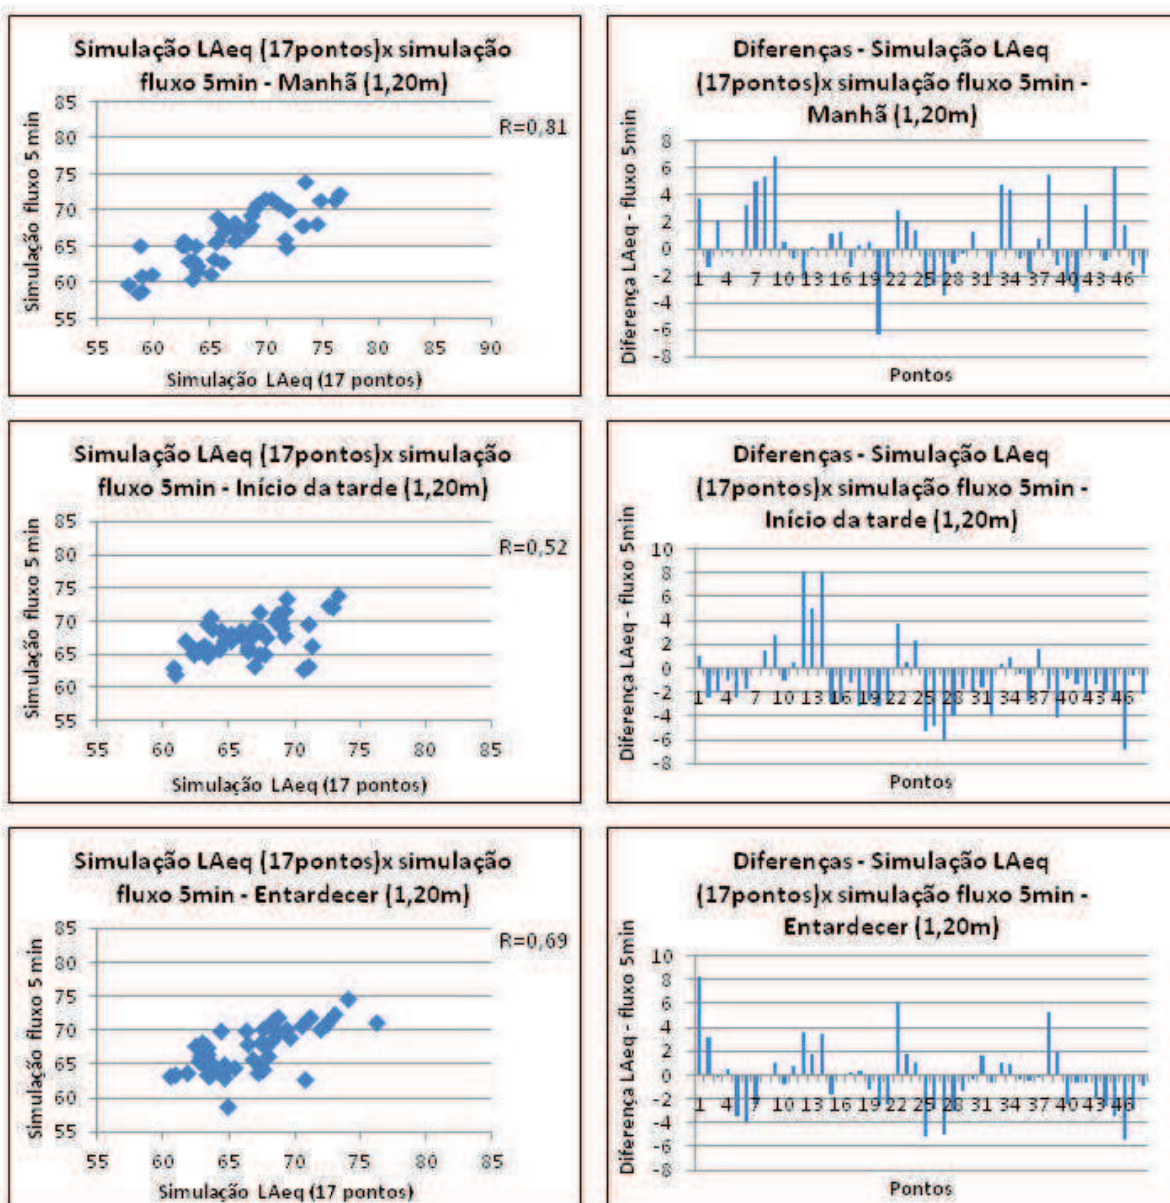 Simulação LAeq (17pontos)x simulação
fluxo 5min - Manhã (1,20m)
R=0,81
Simulação fluxo 5 min
85
80
75
70
65
60
55
55 60 65 70 75 80 85 90
Simulação LAeq (17 pontos)
Diferenças - Simulação LAeq
(17pontos)x simulação fluxo 5min -
Manhã (1,20m)
Diferença LAeq - fluxo 5min
8
6
4
2
0
-2
-4
-6
-8
1 4 7 10 13 16 19 22 25 28 31 34 37 40 43 46
Pontos
Simulação LAeq (17pontos)x simulação
fluxo 5min - Início da tarde (1,20m)
R=0,52
Simulação fluxo 5 min
85
80
75
70
65
60
55
55 60 65 70 75 80 85
Simulação LAeq (17 pontos)
Diferenças - Simulação LAeq
(17pontos)x simulação fluxo 5min -
Início da tarde (1,20m)
Diferença LAeq - fluxo 5min
10
8
6
4
2
0
-2
-4
-6
-8
1 4 7 10 13 16 19 22 25 28 31 34 37 40 43 46
Pontos
Simulação LAeq (17pontos)x simulação
fluxo 5min - Entardecer (1,20m)
R=0,69
Simulação fluxo 5 min
85
80
75
70
65
60
55
55 60 65 70 75 80 85
Simulação LAeq (17 pontos)
Diferenças - Simulação LAeq
(17pontos)x simulação fluxo 5min -
Entardecer (1,20m)
Diferença LAeq - fluxo 5min
10
8
6
4
2
0
-2
-4
-6
-8
1 4 7 10 13 16 19 22 25 28 31 34 37 40 43 46
Pontos